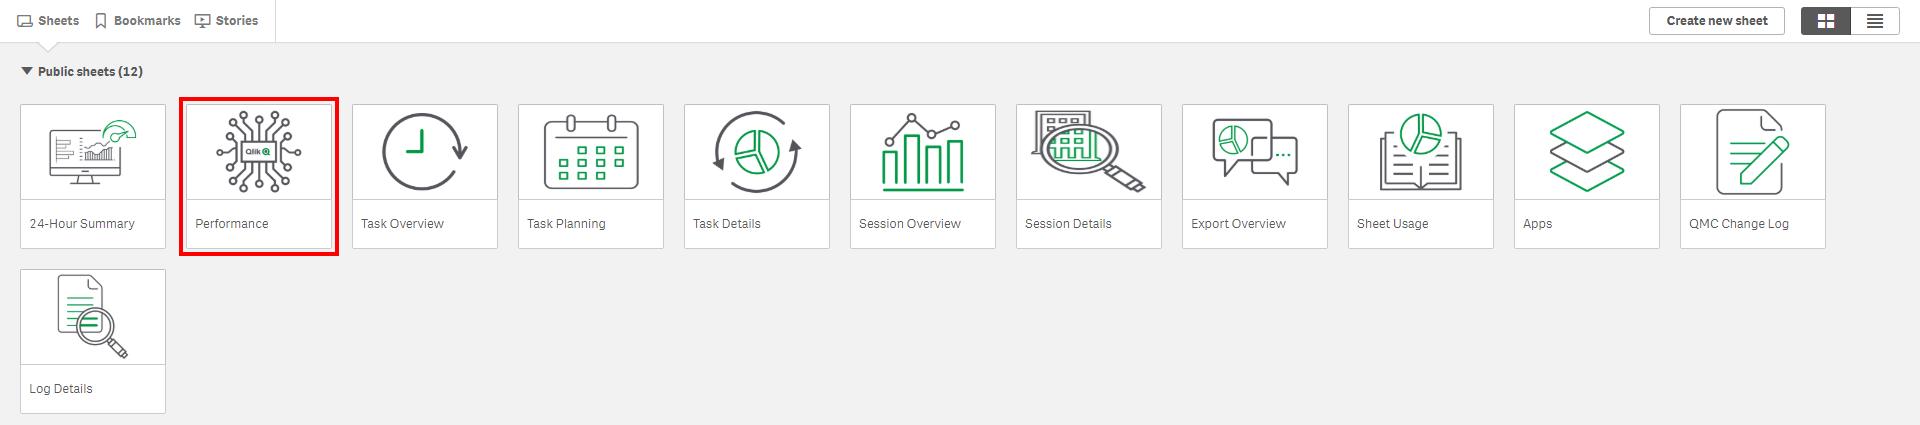 Sheets Bookmarks Stories Create new sheet
Public sheets (12)
Qlik
24-Hour Summary Performance Task Overview Task Planning Task Details Session Overview Session Details Export Overview Sheet Usage Apps QMC Change Log
Log Details